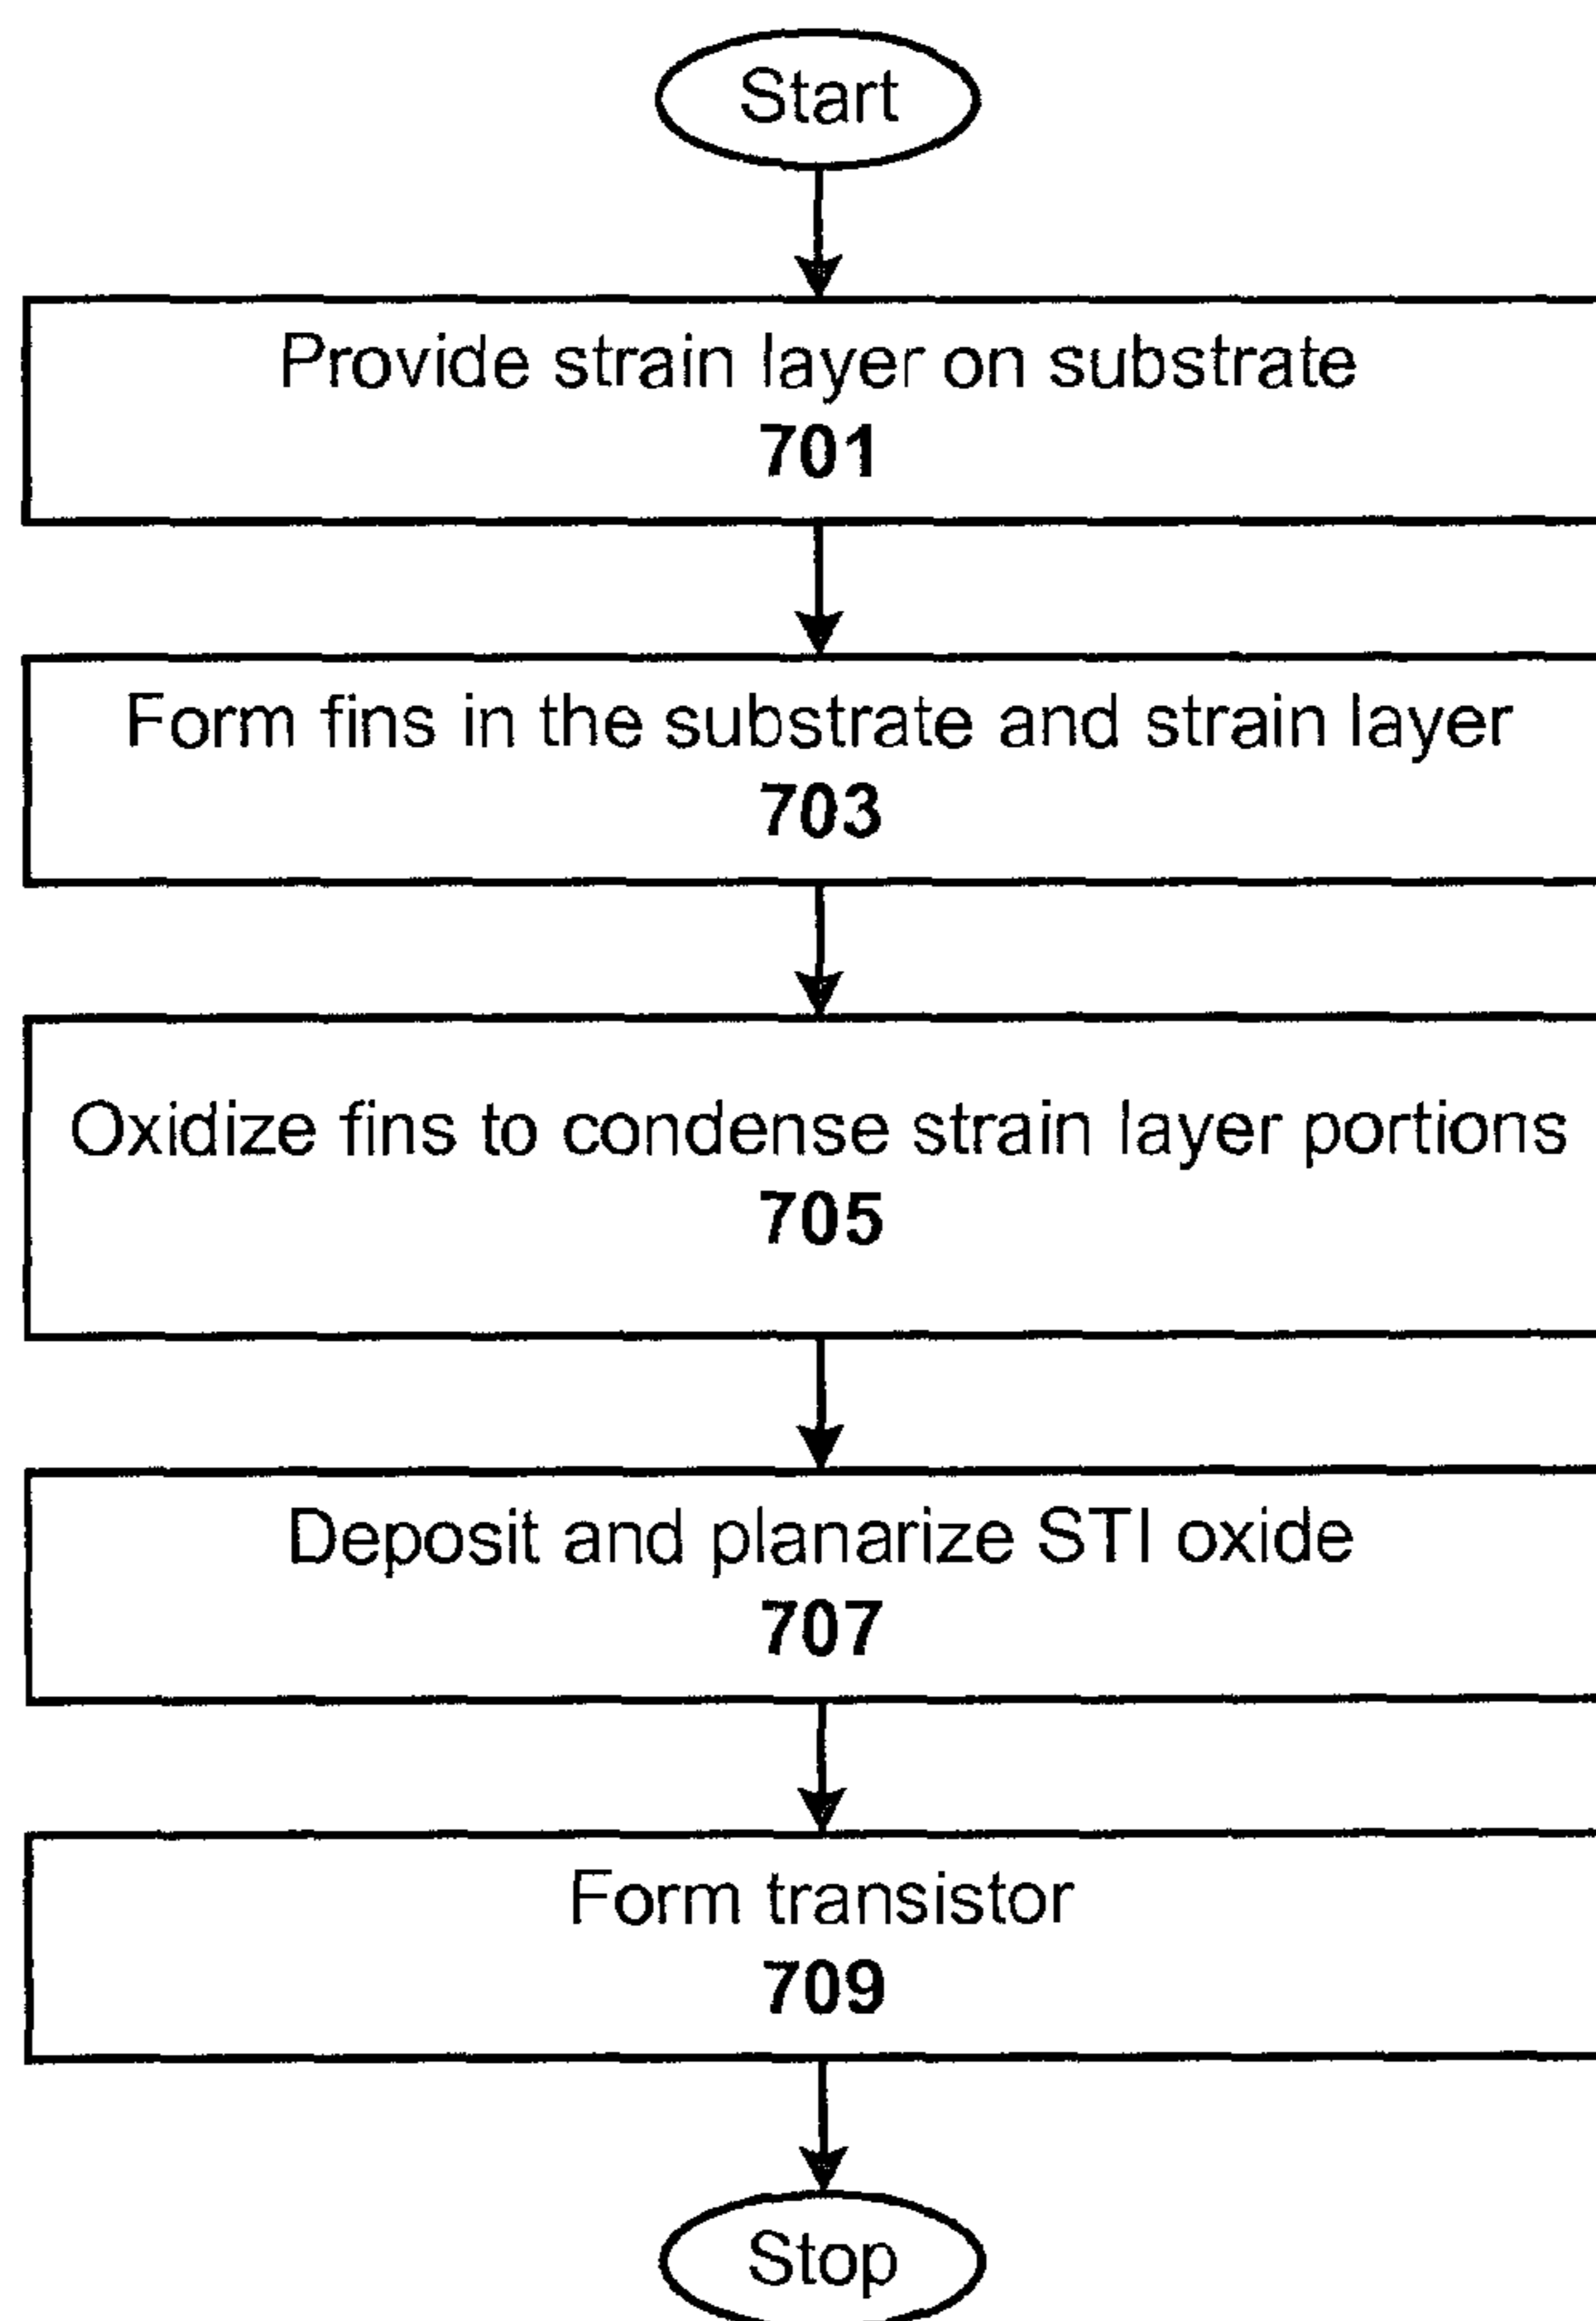 Start
Provide strain layer on substrate
701
Form fins in the substrate and strain layer
703
Oxidize fins to condense strain layer portions
705
Deposit and planarize STI oxide
707
Form transistor
709
Stop